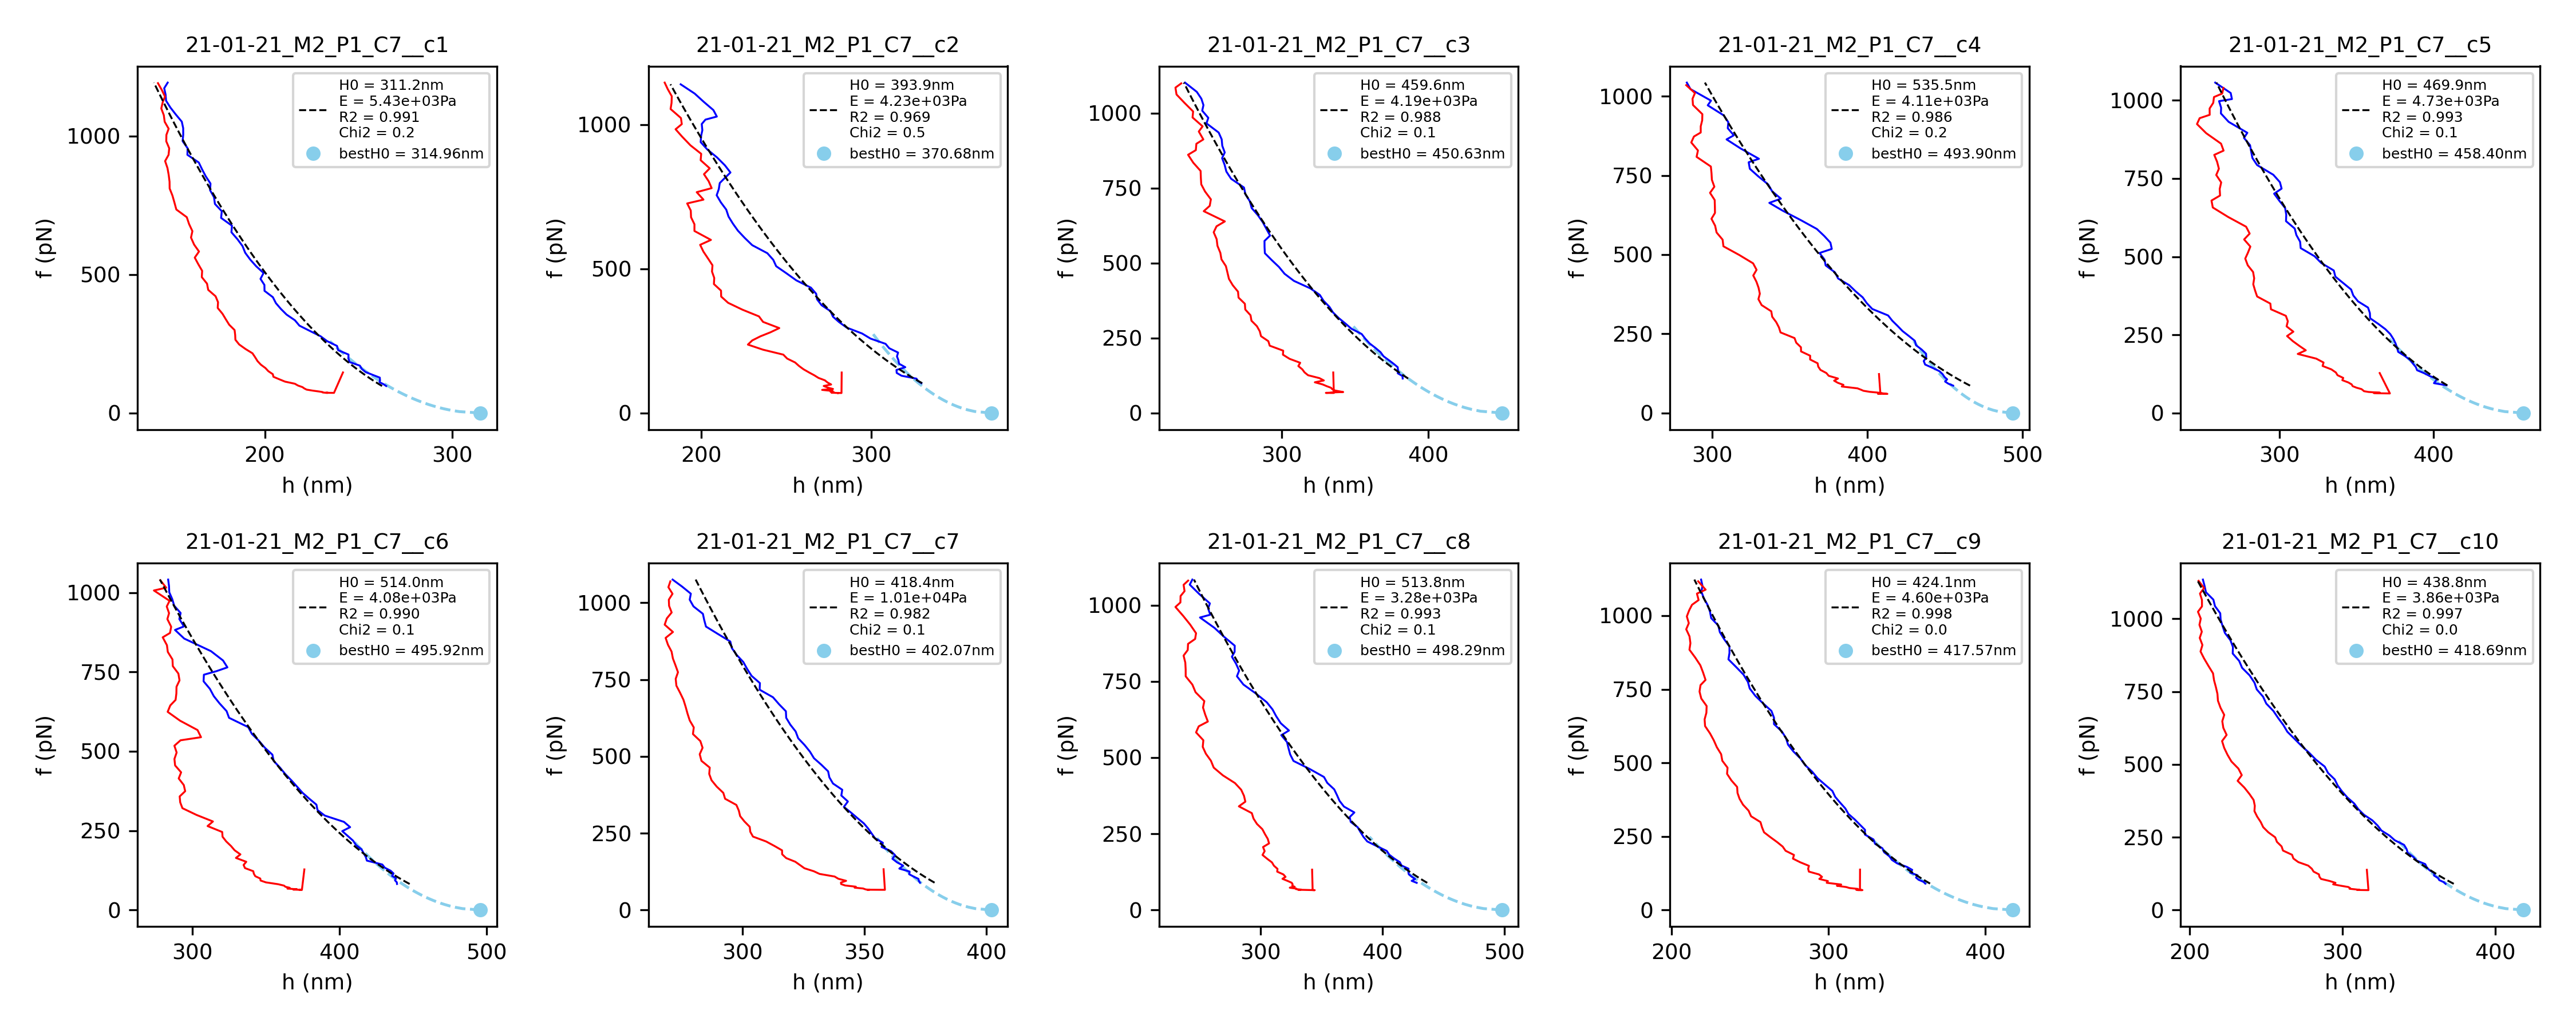 21-01-21_M2_P1_C7__c1
H0 = 311.2nm
E = 5.43e+03Pa
R2 = 0.991
Chi2 = 0.2
bestH0 = 314.96nm
1000
500
0
200
300
f (pN)
h (nm)
21-01-21_M2_P1_C7__c2
H0 = 393.9nm
E = 4.23e+03Pa
R2 = 0.969
Chi2 = 0.5
bestH0 = 370.68nm
1000
500
0
200
300
f (pN)
h (nm)
21-01-21_M2_P1_C7__c3
H0 = 459.6nm
E = 4.19e+03Pa
R2 = 0.988
Chi2 = 0.1
bestH0 = 450.63nm
1000
750
500
250
0
300
400
f (pN)
h (nm)
21-01-21_M2_P1_C7__c4
H0 = 535.5nm
E = 4.11e+03Pa
R2 = 0.986
Chi2 = 0.2
bestH0 = 493.90nm
1000
750
500
250
0
300
400
500
f (pN)
h (nm)
21-01-21_M2_P1_C7__c5
H0 = 469.9nm
E = 4.73e+03Pa
R2 = 0.993
Chi2 = 0.1
bestH0 = 458.40nm
1000
750
500
250
0
300
400
f (pN)
h (nm)
21-01-21_M2_P1_C7__c6
H0 = 514.0nm
E = 4.08e+03Pa
R2 = 0.990
Chi2 = 0.1
bestH0 = 495.92nm
1000
750
500
250
0
300
400
500
f (pN)
h (nm)
21-01-21_M2_P1_C7__c7
H0 = 418.4nm
E = 1.01e+04Pa
R2 = 0.982
Chi2 = 0.1
bestH0 = 402.07nm
1000
750
500
250
0
300
350
400
f (pN)
h (nm)
21-01-21_M2_P1_C7__c8
H0 = 513.8nm
E = 3.28e+03Pa
R2 = 0.993
Chi2 = 0.1
bestH0 = 498.29nm
1000
750
500
250
0
300
400
500
f (pN)
h (nm)
21-01-21_M2_P1_C7__c9
H0 = 424.1nm
E = 4.60e+03Pa
R2 = 0.998
Chi2 = 0.0
bestH0 = 417.57nm
1000
750
500
250
0
200
300
400
f (pN)
h (nm)
21-01-21_M2_P1_C7__c10
H0 = 438.8nm
E = 3.86e+03Pa
R2 = 0.997
Chi2 = 0.0
bestH0 = 418.69nm
1000
750
500
250
0
200
300
400
f (pN)
h (nm)